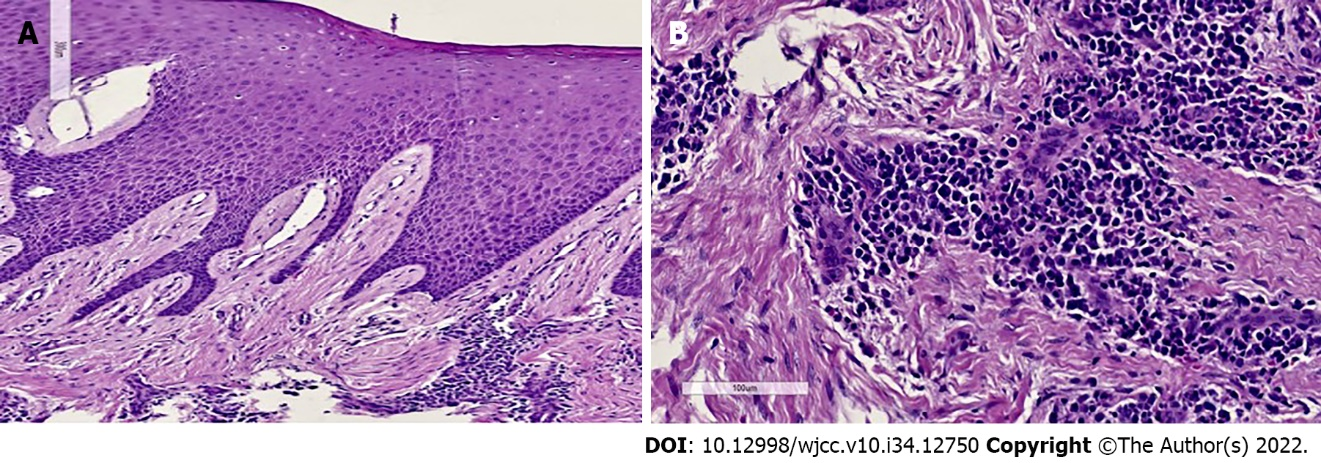 A
B
100um
DOI: 10.12998/wjcc.v10.i34.12750 Copyright ©The Author(s) 2022.